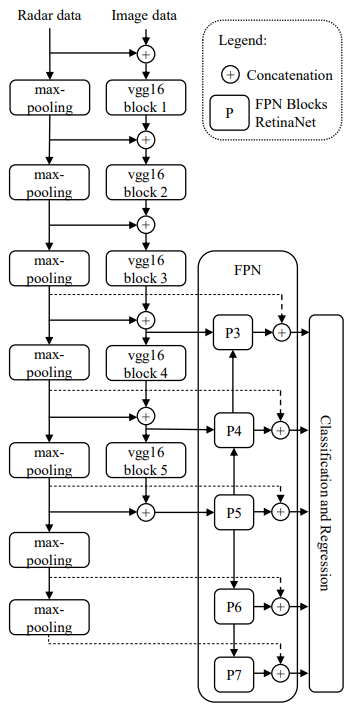 Radar data
Image data
Legend:
+
Concatenation
P
FPN Blocks
RetinaNet
+
max-
pooling
vgg16
block 1
+
max-
pooling
vgg16
block 2
+
max-
pooling
vgg16
block 3
FPN
+
P3
+
max-
pooling
vgg16
block 4
+
P4
+
max-
pooling
vgg16
block 5
+
P5
+
max-
pooling
max-
pooling
P6
+
P7
+
Classification and Regression